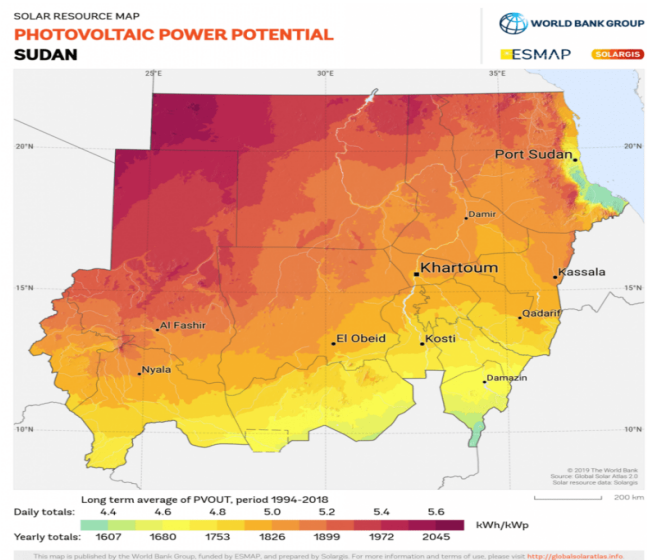 SOLAR RESOURCE MAP
PHOTOVOLTAIC POWER POTENTIAL
SUDAN
WORLD BANK GROUP
ESMAP
SOLARGIS
25°E 30°E 35°E
20°N 20°N
Port Sudan
Damir
Khartoum
Kassala
15°N 15°N
Qadarif
Al Fashir
El Obeid
Kosti
Nyala
Damazin
10°N 10°N
© 2019 The World Bank
Source: Global Solar Atlas 2.0
Solar resource data: Solargis
200 km
Long term average of PVOUT, period 1994-2018
Daily totals: 4.4 4.6 4.8 5.0 5.2 5.4 5.6
kWh/kWp
Yearly totals: 1607 1680 1753 1826 1899 1972 2045
This map is published by the World Bank Group, funded by ESMAP, and prepared by Solargis. For more information and terms of use, please visit http://globalsolaratlas.info.